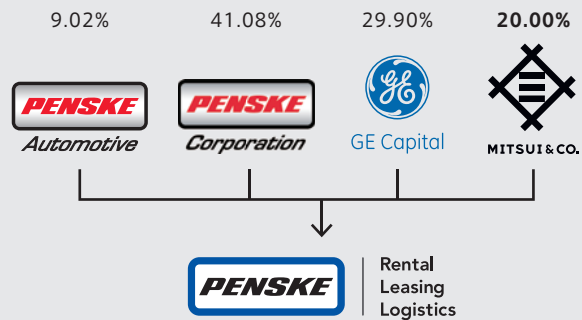 9.02% 41.08% 29.90% 20.00%
PENSKE PENSKE GE
Automotive Corporation GE Capital MITSUI & CO.
PENSKE
Rental
Leasing
Logistics